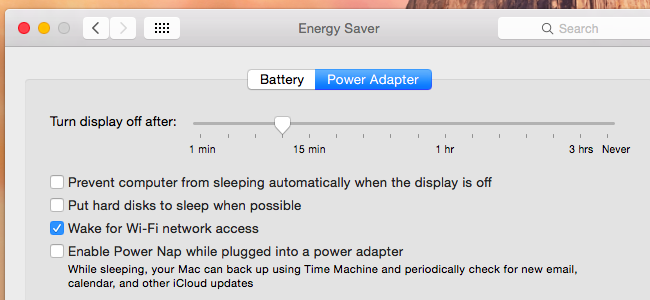 Energy Saver
Search
Battery Power Adapter
Turn display off after:
1 min 15 min 1 hr 3 hrs Never
Prevent computer from sleeping automatically when the display is off
Put hard disks to sleep when possible
Wake for Wi-Fi network access
Enable Power Nap while plugged into a power adapter
While sleeping, your Mac can back up using Time Machine and periodically check for new email,
calendar, and other iCloud updates